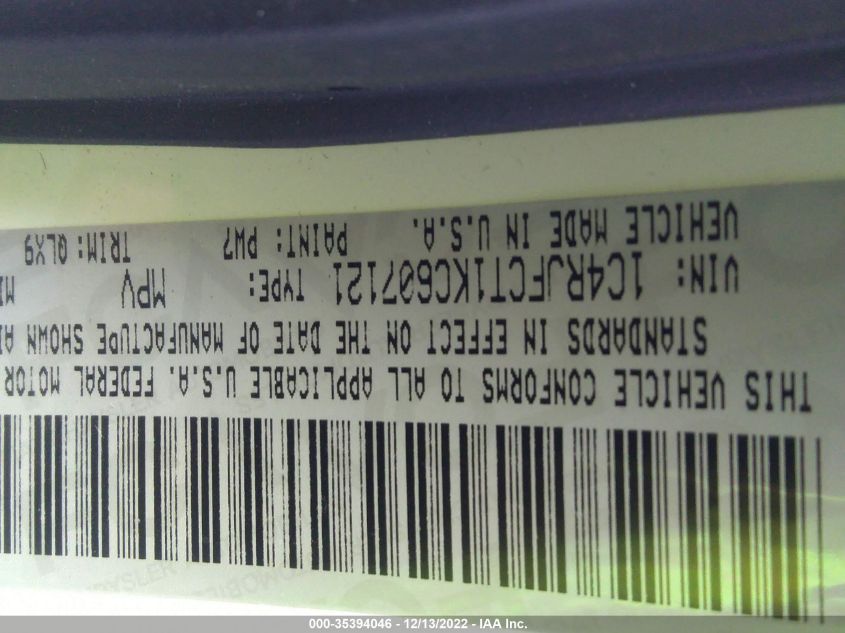 THIS VEHICLE CONFORMS TO ALL APPLICABLE U.S.A. FEDERAL MOTOR
STANDARDS IN EFFECT ON THE DATE OF MANUFACTURE SHOWN
VIN: 1C4RJFCT1KC607121 TYPE: MPV
VEHICLE MADE IN U.S.A. PAINT: PW7 TRIM: QLX9
000-35394046 - 12/13/2022 - IAA Inc.